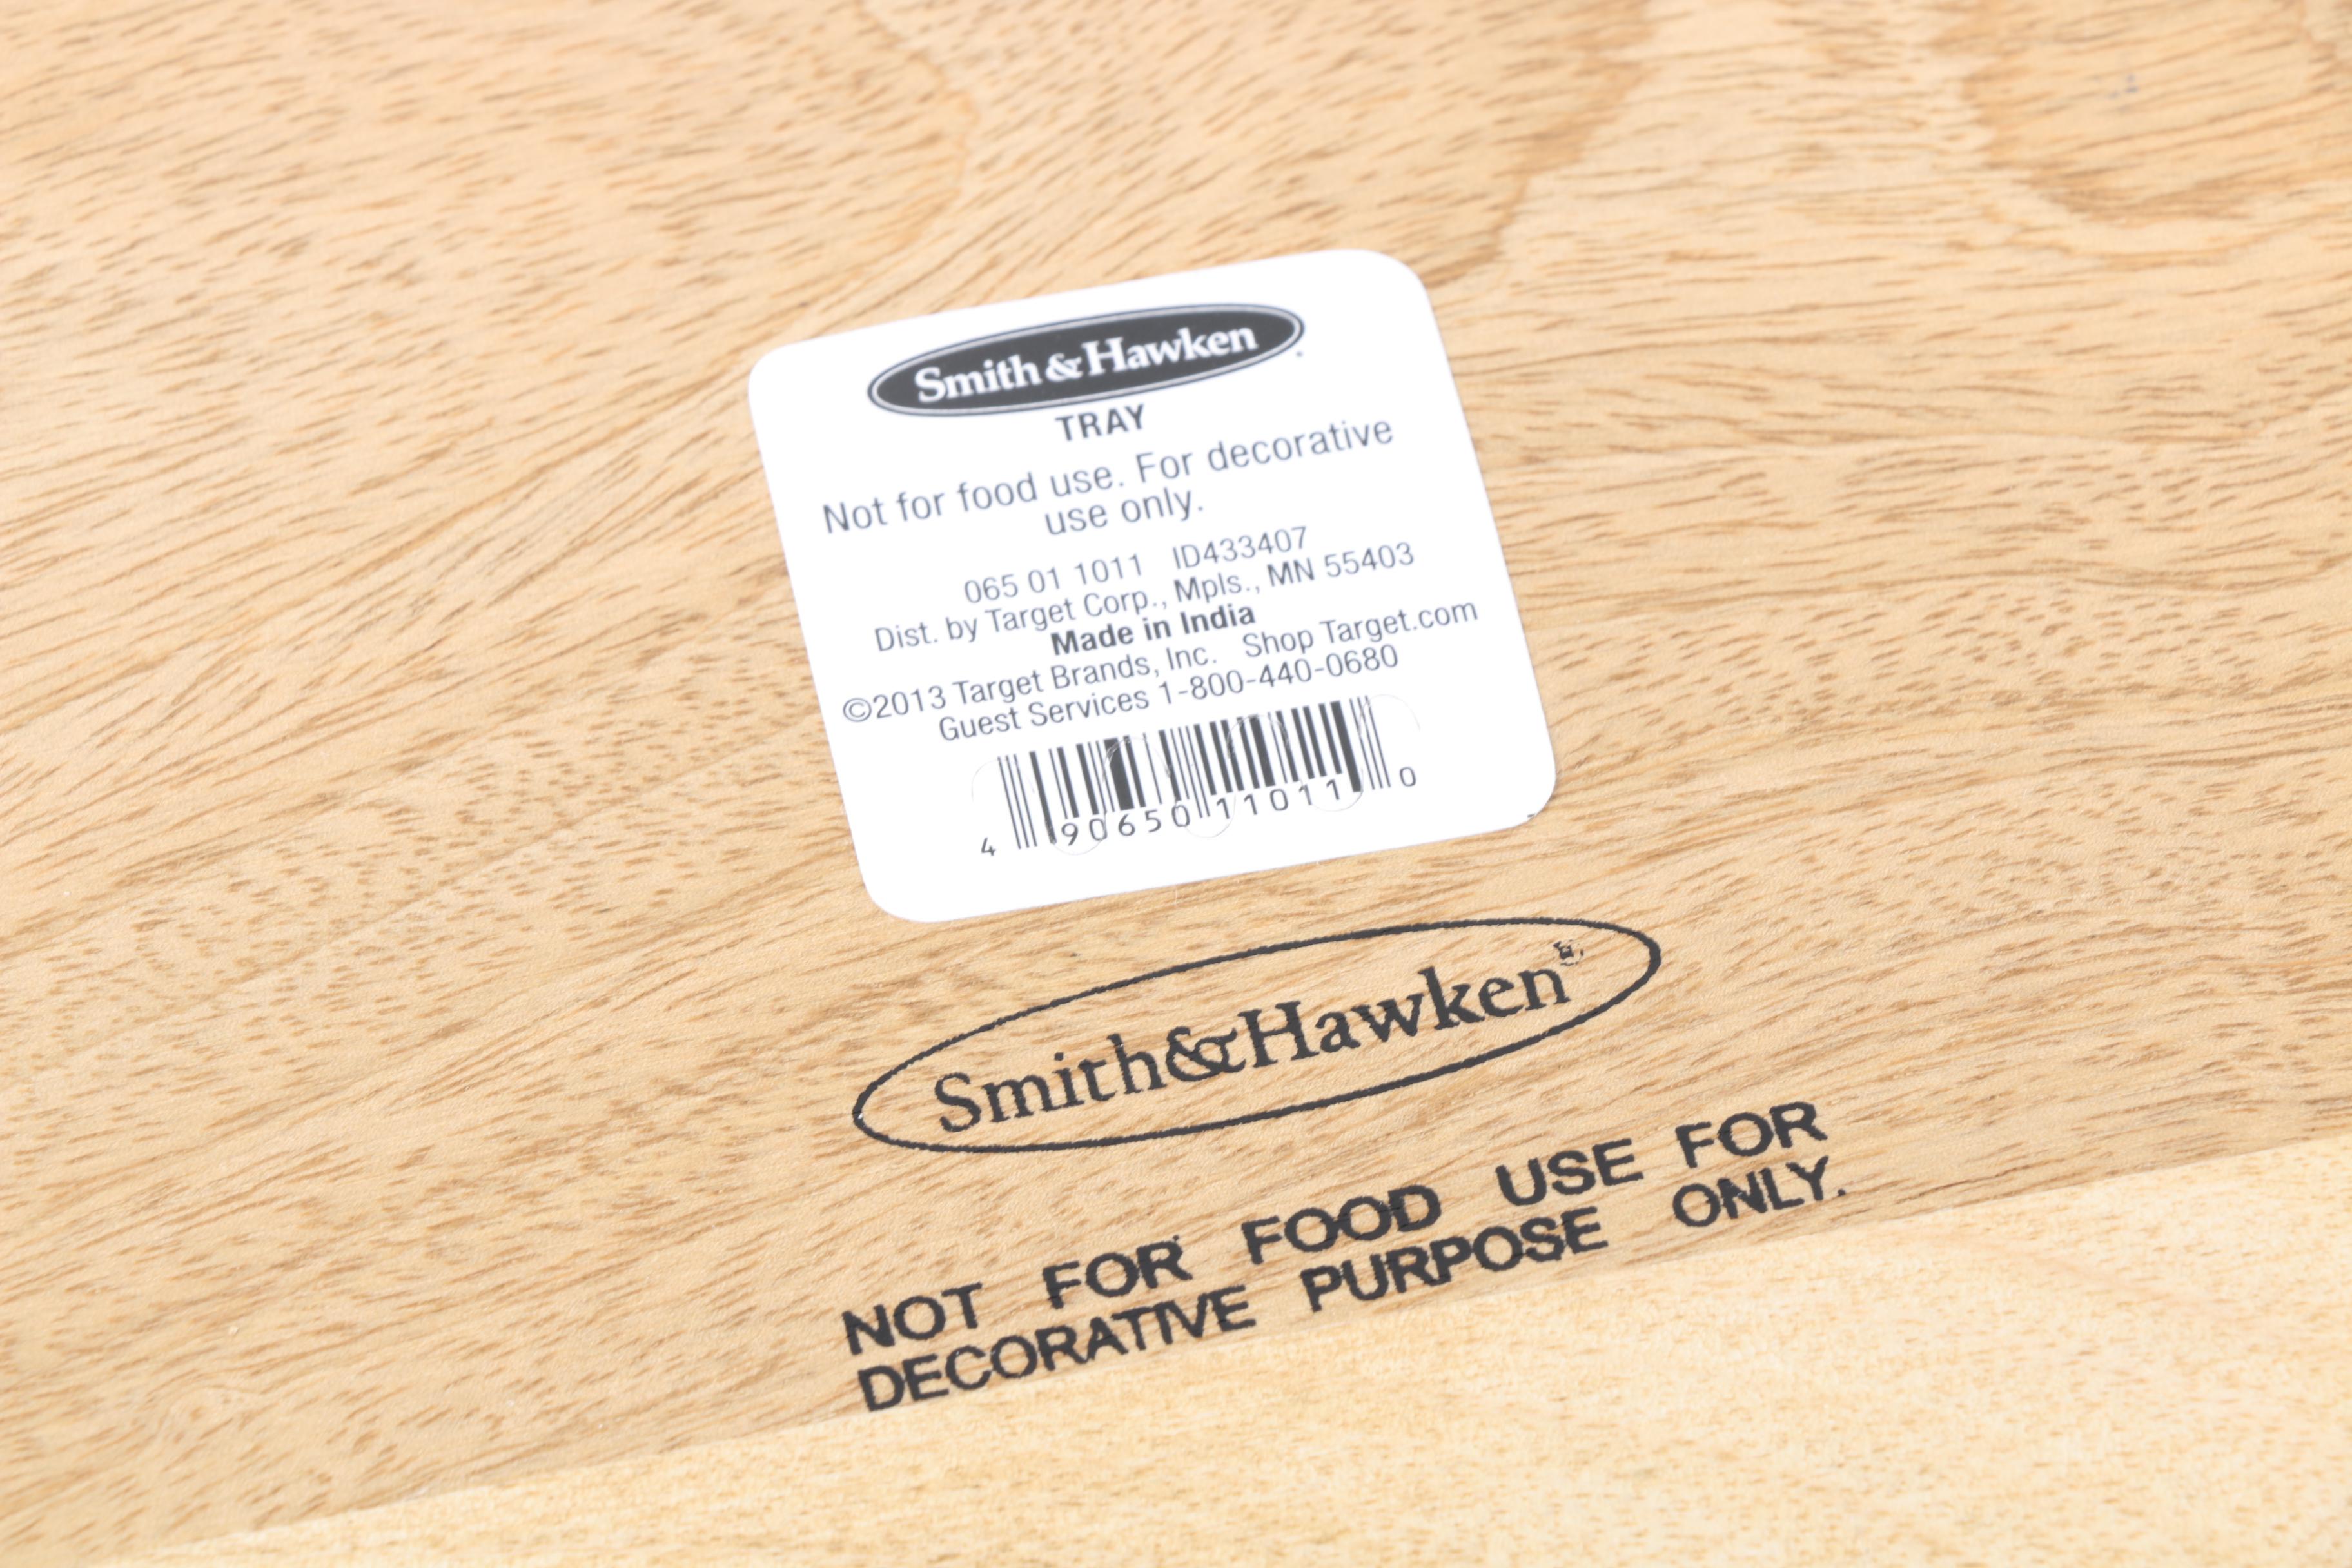 Smith & Hawken
TRAY
Not for food use. For decorative
use only.
065 01 1011 ID433407
Dist. by Target Corp., Mpls., MN 55403
Made in India
©2013 Target Brands, Inc. Shop Target.com
Guest Services 1-800-440-0680
4 90650 11011 0
Smith&Hawken®
NOT FOR FOOD USE FOR
DECORATIVE PURPOSE ONLY.